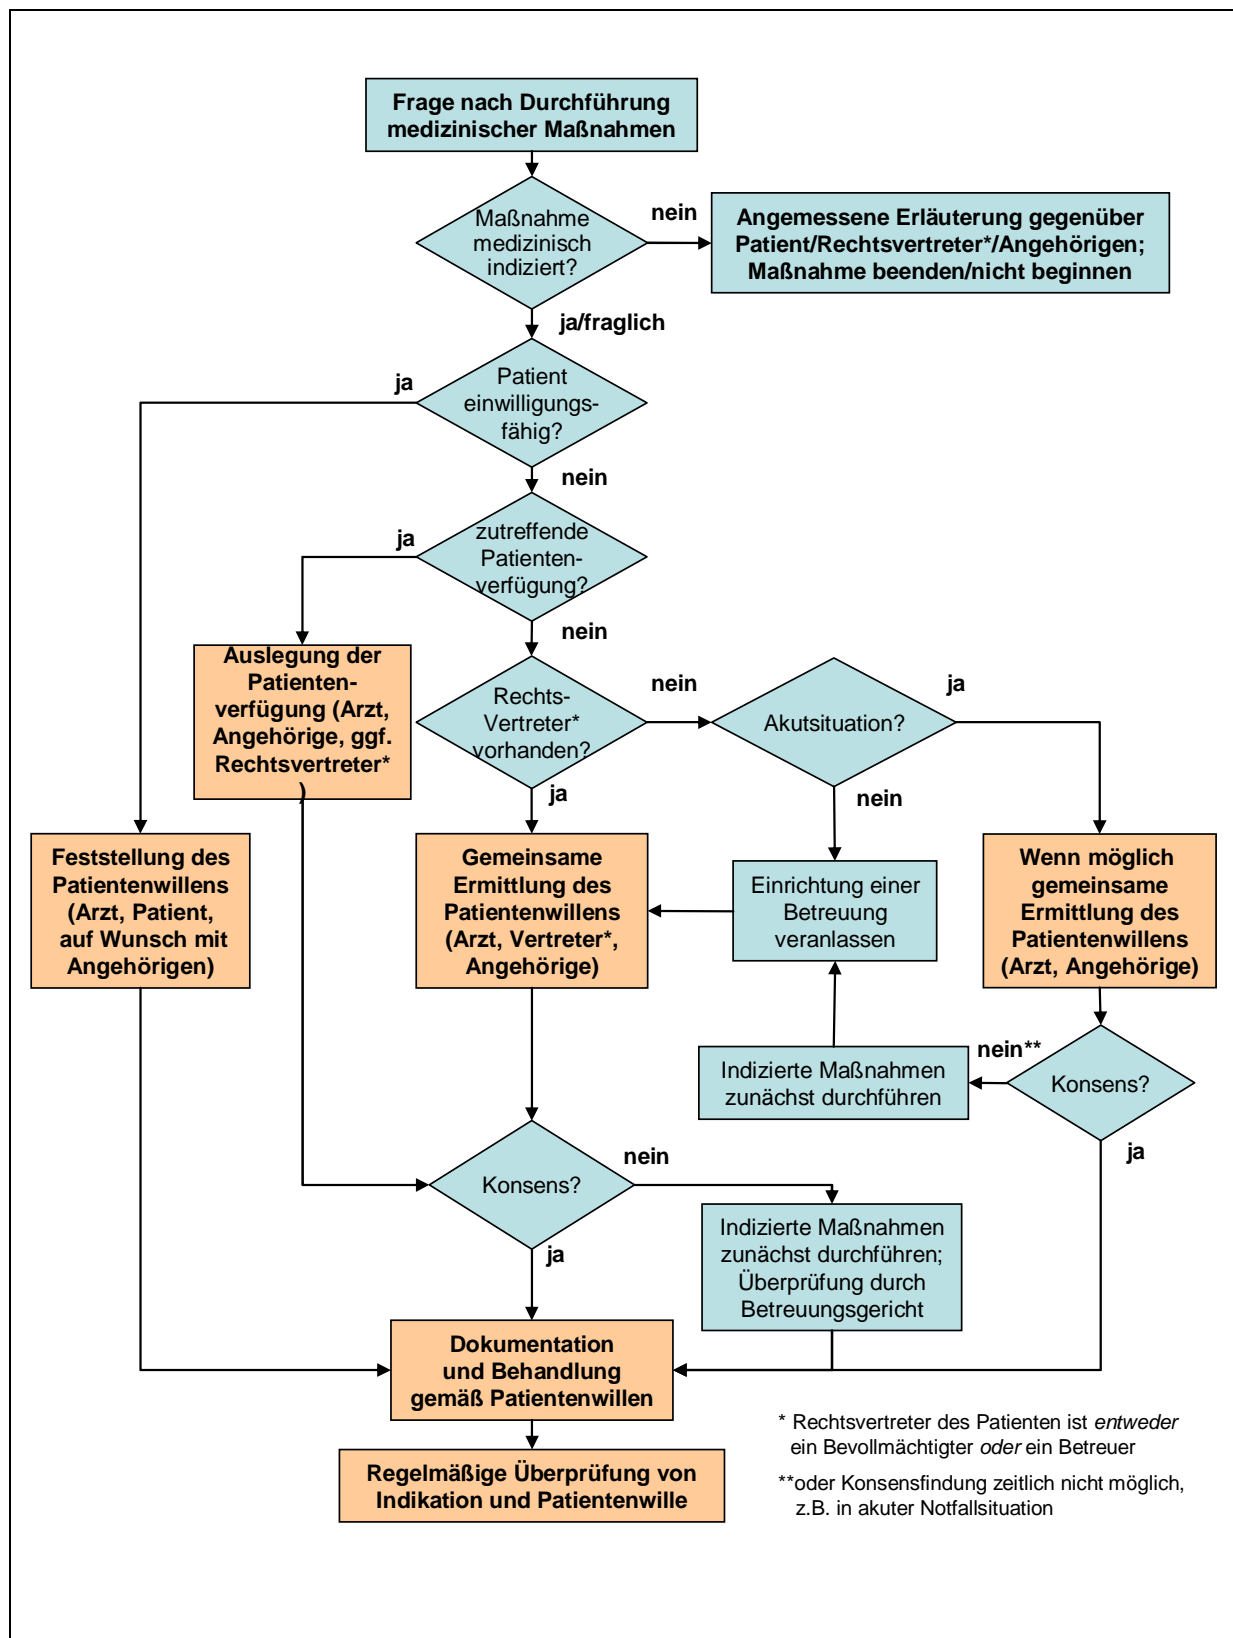 Frage nach Durchführung
medizinischer Maßnahmen
Maßnahme
medizinisch
indiziert?
nein
Angemessene Erläuterung gegenüber
Patient/Rechtsvertreter*/Angehörigen;
Maßnahme beenden/nicht beginnen
ja/fraglich
ja
Patient
einwilligungs-
fähig?
nein
ja
zutreffende
Patienten-
verfügung?
nein
Auslegung der
Patienten-
verfügung (Arzt,
Angehörige, ggf.
Rechtsvertreter*
)
Rechts-
Vertreter*
vorhanden?
nein
Akutsituation?
ja
ja
nein
Feststellung des
Patientenwillens
(Arzt, Patient,
auf Wunsch mit
Angehörigen)
Gemeinsame
Ermittlung des
Patientenwillens
(Arzt, Vertreter*,
Angehörige)
Einrichtung einer
Betreuung
veranlassen
Wenn möglich
gemeinsame
Ermittlung des
Patientenwillens
(Arzt, Angehörige)
Indizierte Maßnahmen
zunächst durchführen
nein**
Konsens?
ja
Konsens?
nein
ja
Indizierte Maßnahmen
zunächst durchführen;
Überprüfung durch
Betreuungsgericht
Dokumentation
und Behandlung
gemäß Patientenwillen
Regelmäßige Überprüfung von
Indikation und Patientenwille
* Rechtsvertreter des Patienten ist entweder
ein Bevollmächtigter oder ein Betreuer
**oder Konsensfindung zeitlich nicht möglich,
z.B. in akuter Notfallsituation